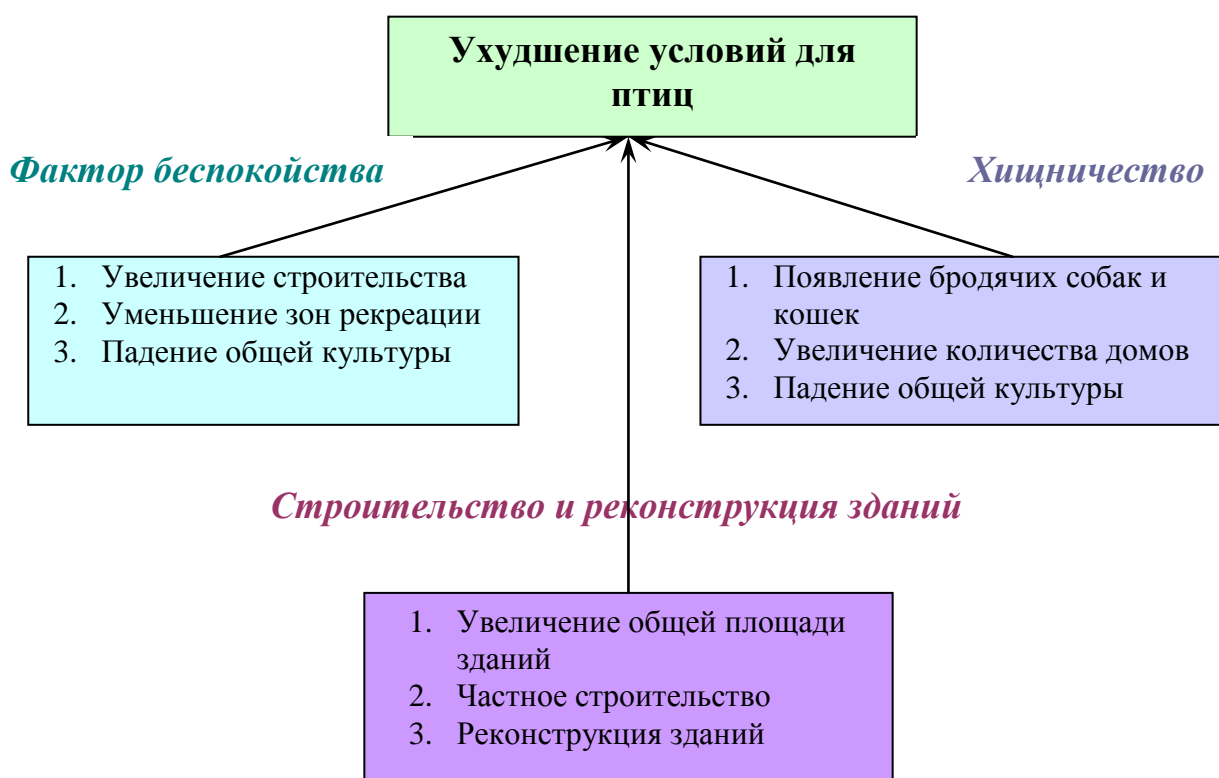 Ухудшение условий для
птиц
Фактор беспокойства
Хищничество
1. Увеличение строительства
2. Уменьшение зон рекреации
3. Падение общей культуры
1. Появление бродячих собак и
кошек
2. Увеличение количества домов
3. Падение общей культуры
Строительство и реконструкция зданий
1. Увеличение общей площади
зданий
2. Частное строительство
3. Реконструкция зданий